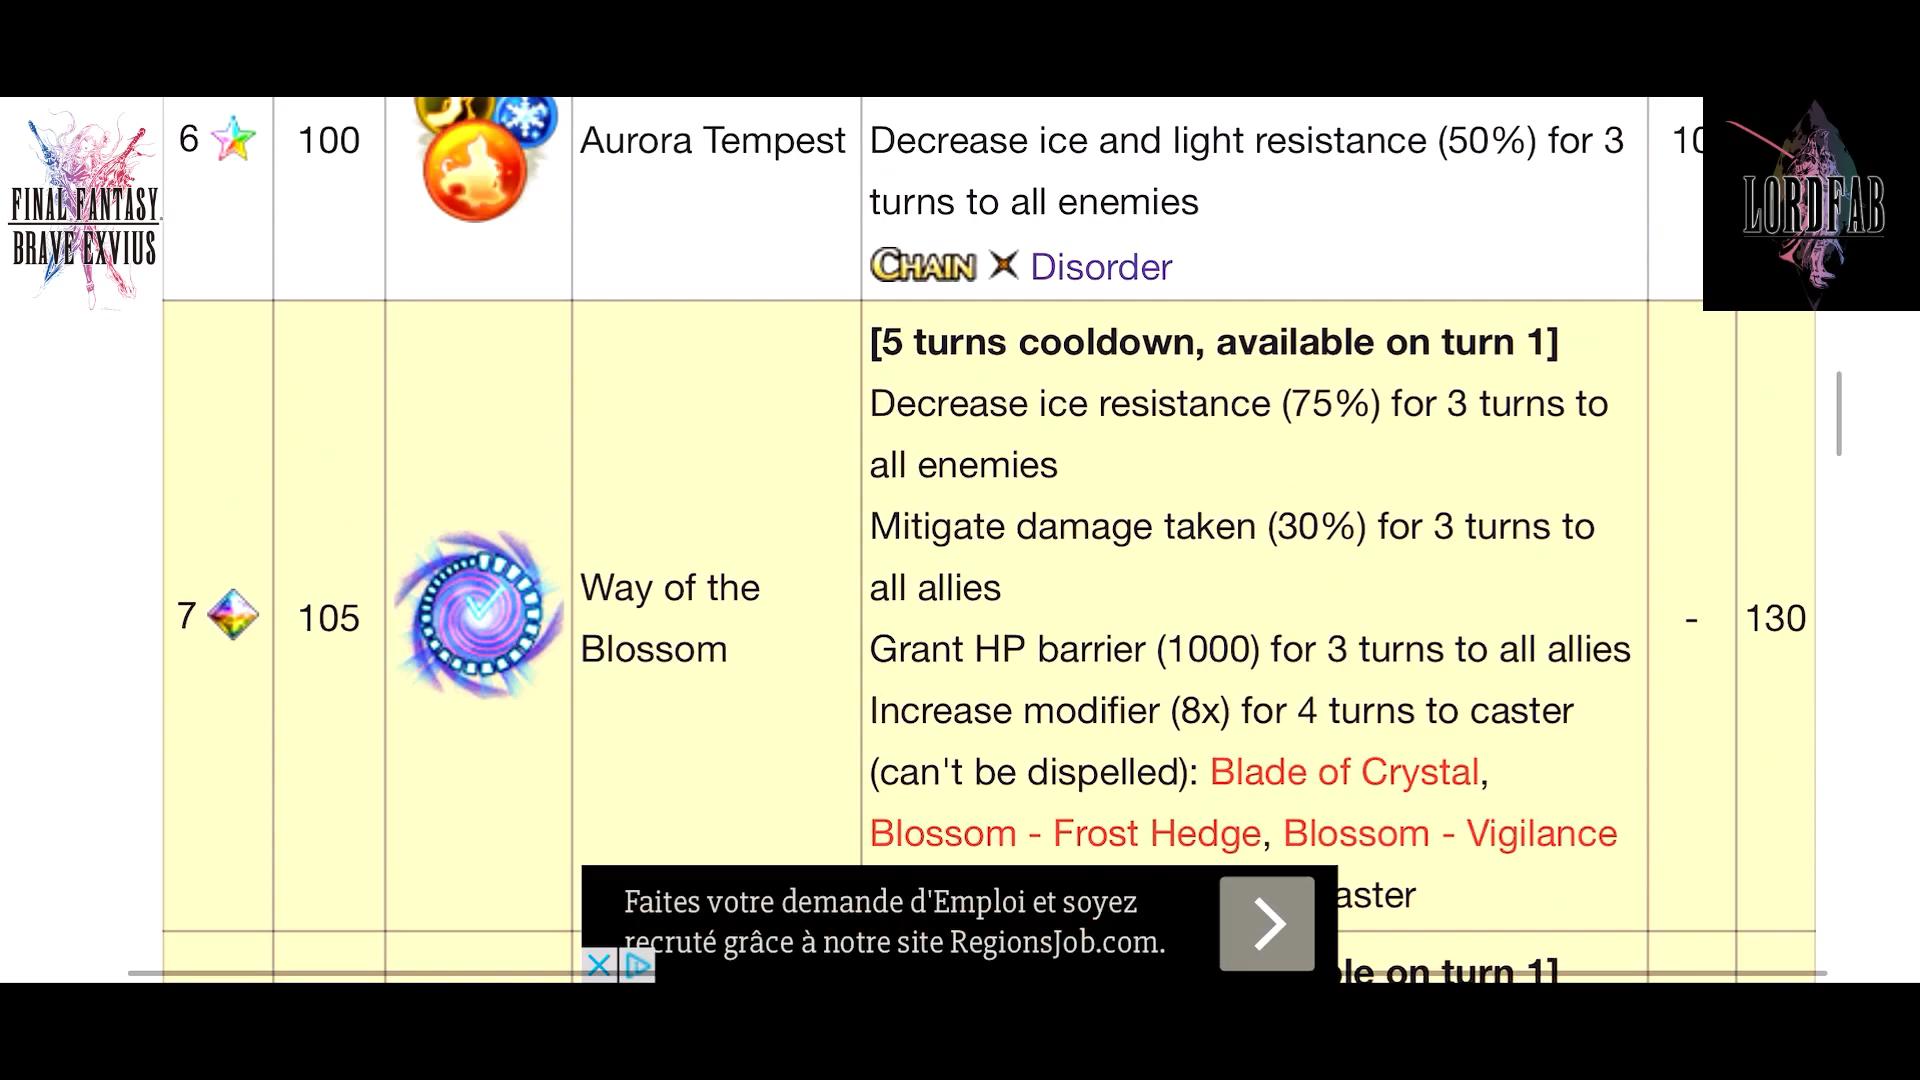 FINAL FANTASY
BRAVE EXVIUS
LORDFAB
6 100 Aurora Tempest Decrease ice and light resistance (50%) for 3
turns to all enemies
CHAIN Disorder
[5 turns cooldown, available on turn 1]
Decrease ice resistance (75%) for 3 turns to
all enemies
Mitigate damage taken (30%) for 3 turns to
all allies
7 105 Way of the
Blossom
Grant HP barrier (1000) for 3 turns to all allies
Increase modifier (8x) for 4 turns to caster
(can't be dispelled): Blade of Crystal,
Blossom - Frost Hedge, Blossom - Vigilance
- 130
Faites votre demande d'Emploi et soyez
recruté grâce à notre site RegionsJob.com.
on turn 1]